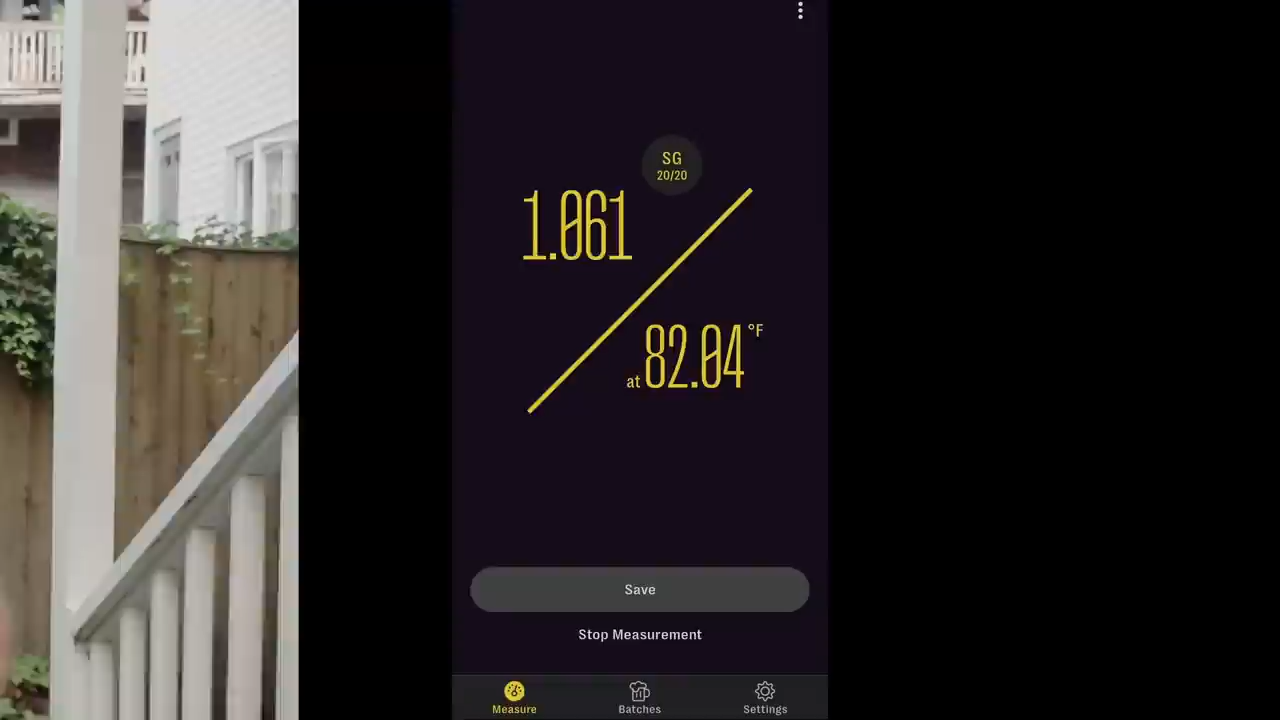 SG
20/20
1.061
at 82.04 °F
Save
Stop Measurement
Measure
Batches
Settings